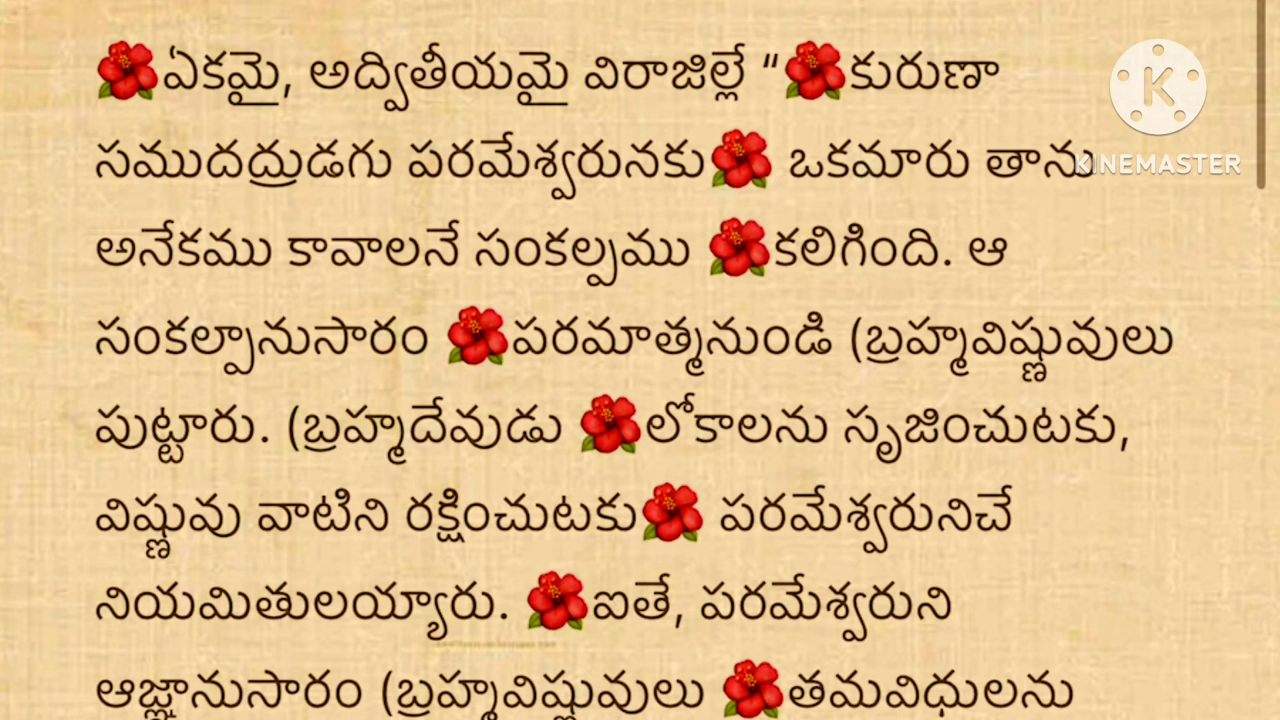 🌺ఏకమై, అద్వితీయమై విరాజిల్లే “🌺కురుణా
సముదద్రుడగు పరమేశ్వరునకు🌺 ఒకమారు తాను
అనేకము కావాలనే సంకల్పము 🌺కలిగింది. ఆ
సంకల్పానుసారం 🌺పరమాత్మనుండి (బ్రహ్మవిష్ణువులు
పుట్టారు. (బ్రహ్మదేవుడు 🌺లోకాలను సృజించుటకు,
విష్ణువు వాటిని రక్షించుటకు🌺 పరమేశ్వరునిచే
నియమితులయ్యారు. 🌺ఐతే, పరమేశ్వరుని
ఆజ్ఞానుసారం (బ్రహ్మవిష్ణువులు 🌺తమవిధులను
K
KINEMASTER